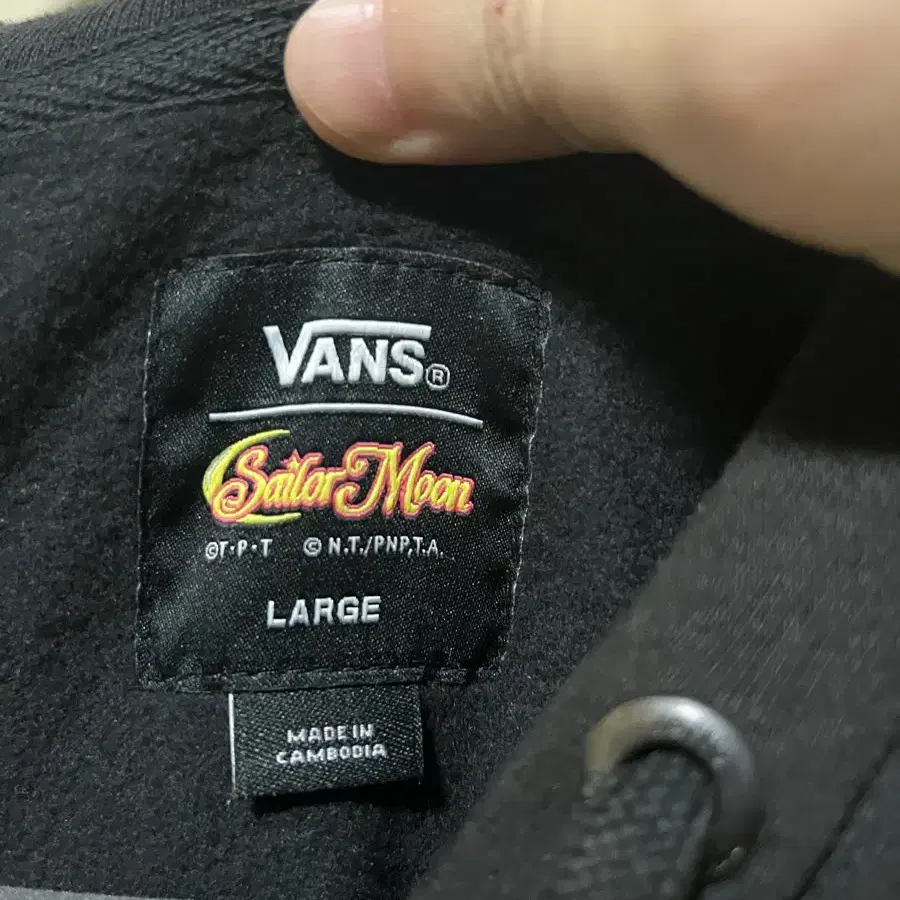 VANS®
Sailor Moon
©T·P·T © N.T./PNP,T.A.
LARGE
MADE IN
CAMBODIA